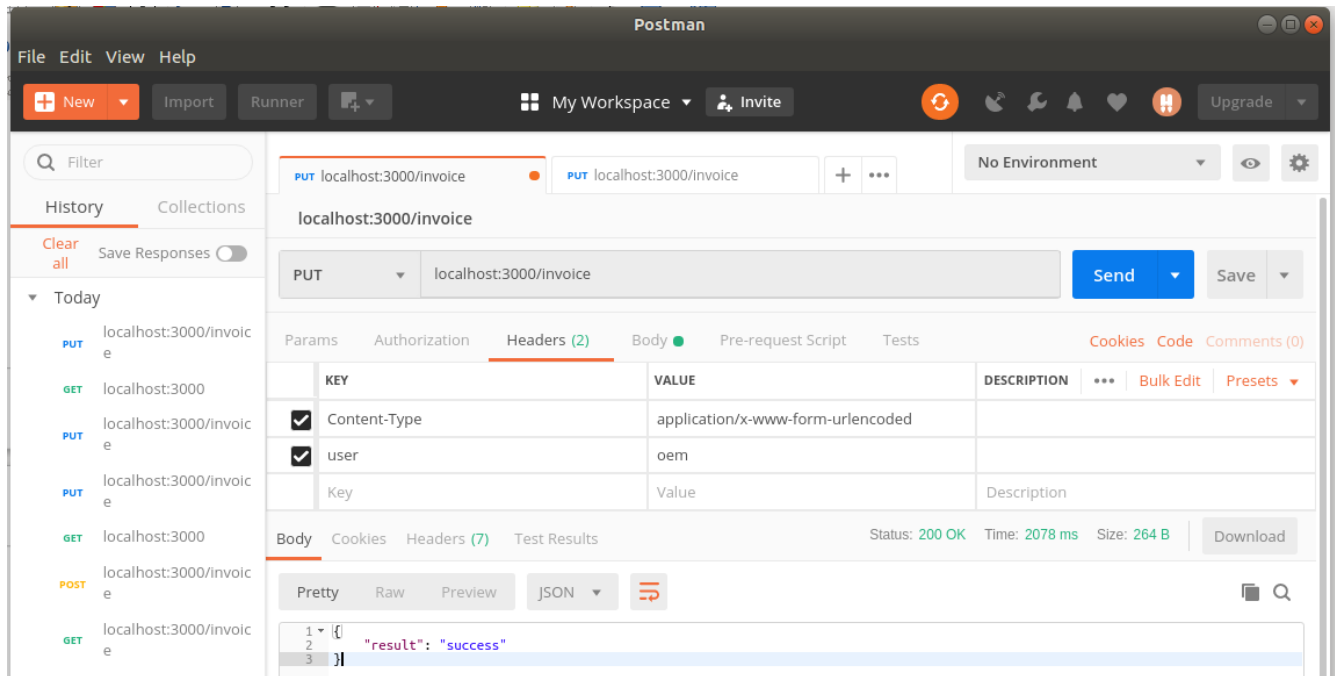 Postman
File Edit View Help
New Import Runner My Workspace Invite Upgrade
Filter
History Collections
Clear all Save Responses
Today
PUT localhost:3000/invoic
e
GET localhost:3000
PUT localhost:3000/invoic
e
PUT localhost:3000/invoic
e
GET localhost:3000
POST localhost:3000/invoic
e
GET localhost:3000/invoic
e
PUT localhost:3000/invoice PUT localhost:3000/invoice + ••• No Environment
localhost:3000/invoice
PUT localhost:3000/invoice Send Save
Params Authorization Headers (2) Body Pre-request Script Tests Cookies Code Comments (0)
KEY VALUE DESCRIPTION ••• Bulk Edit Presets
Content-Type application/x-www-form-urlencoded
user oem
Key Value Description
Body Cookies Headers (7) Test Results Status: 200 OK Time: 2078 ms Size: 264 B Download
Pretty Raw Preview JSON
1 {
2 "result": "success"
3 }